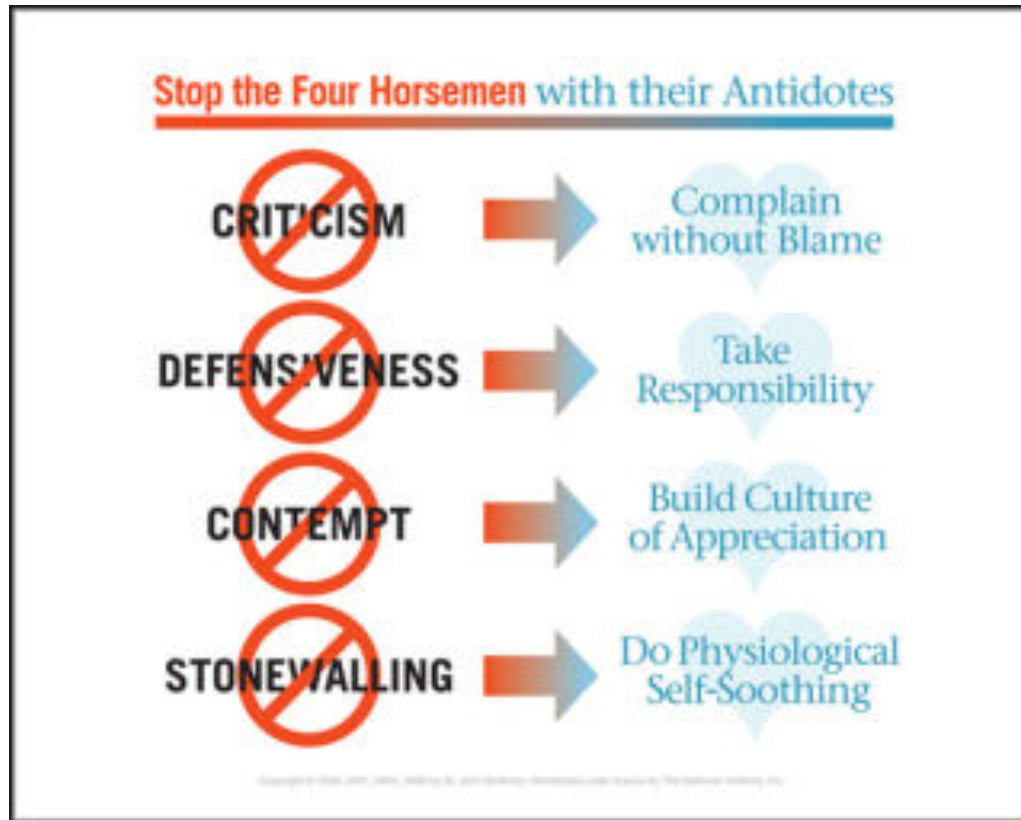 Stop the Four Horsemen with their Antidotes
CRITICISM
Complain
without Blame
DEFENSIVENESS
Take
Responsibility
CONTEMPT
Build Culture
of Appreciation
STONEWALLING
Do Physiological
Self-Soothing